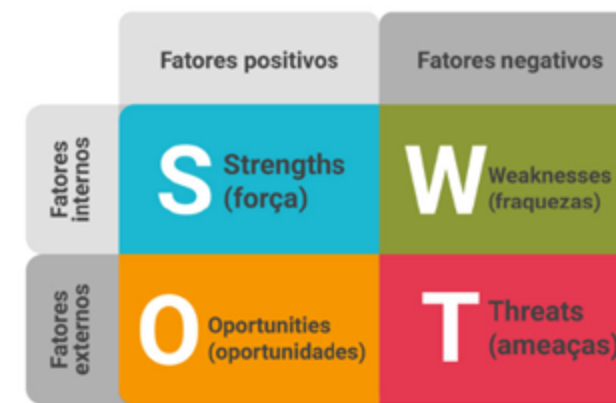 Fatores positivos
Fatores negativos
Fatores
internos
S
Strengths
(força)
W
Weaknesses
(fraquezas)
Fatores
externos
O
Oportunities
(oportunidades)
T
Threats
(ameaças)